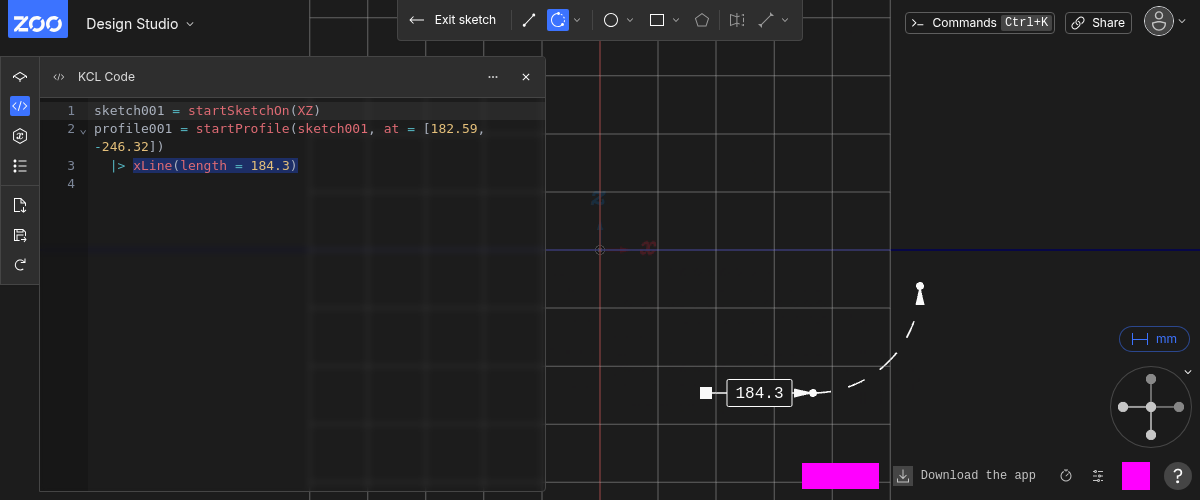 ZOO
Design Studio
Exit sketch
Commands Ctrl+K
Share
KCL Code
1 sketch001 = startSketchOn(XZ)
2 profile001 = startProfile(sketch001, at = [182.59,
-246.32])
3 |> xLine(length = 184.3)
4
z
x
184.3
mm
Download the app
?